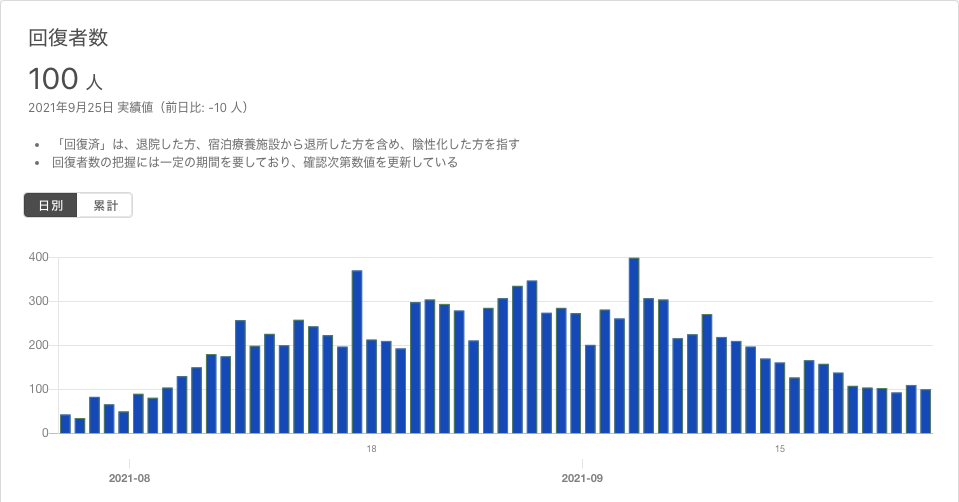 回復者数
100 人
2021年9月25日 実績値（前日比: -10 人）
• 「回復済」は、退院した方、宿泊療養施設から退所した方を含め、陰性化した方を指す
• 回復者数の把握には一定の期間を要しており、確認次第数値を更新している
日別 累計
400
300
200
100
0
18 15
2021-08 2021-09